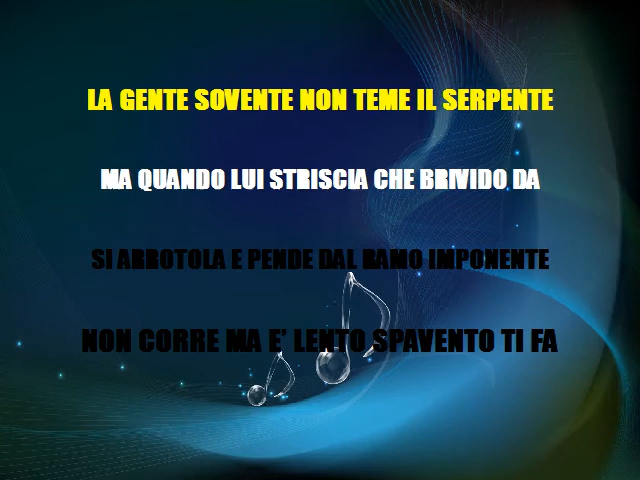 LA GENTE SOVENTE NON TEME IL SERPENTE
MA QUANDO LUI STRISCIA CHE BRIVIDO DA
SI ARROTOLA E PENDE DAL RAMO IMPONENTE
NON CORRE MA E' LENTO SPAVENTO TI FA